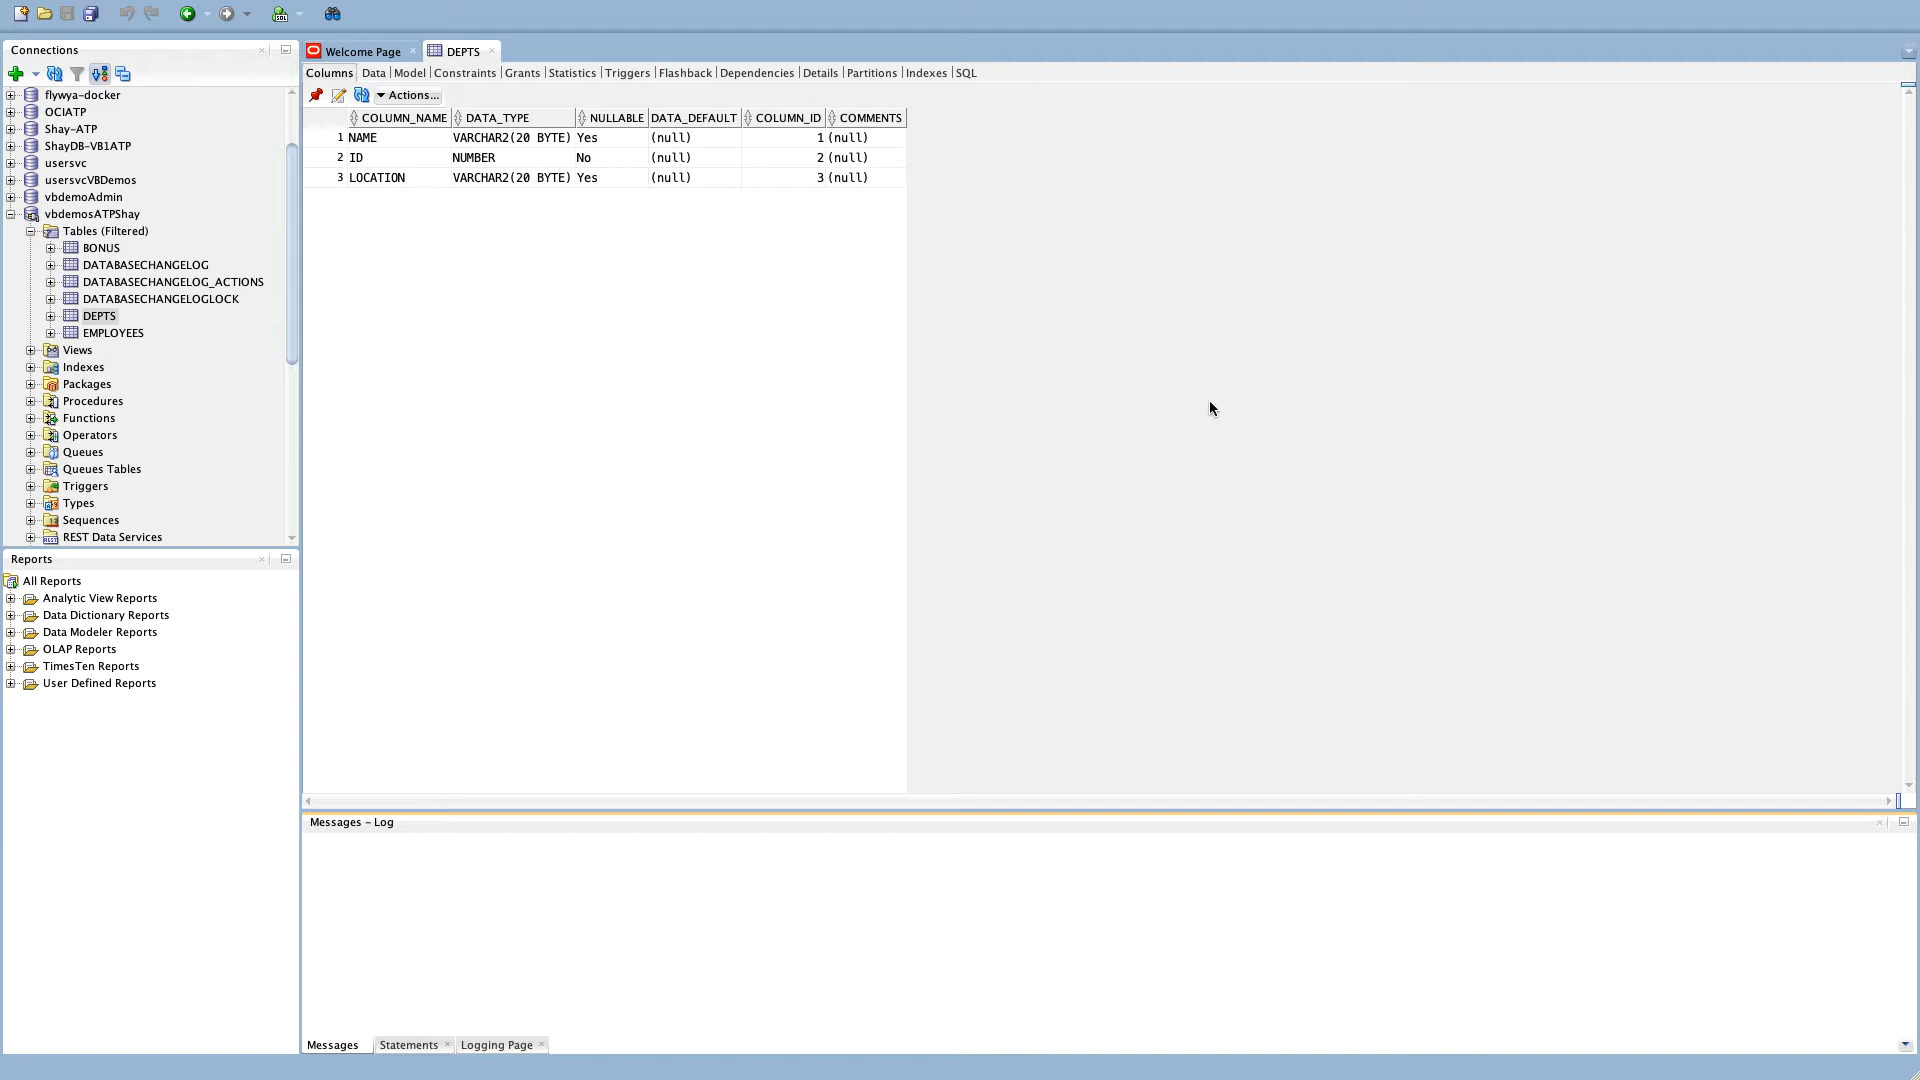 Connections
flywya-docker
OCIATP
Shay-ATP
ShayDB-VB1ATP
usersvc
usersvcVBDemos
vbdemoAdmin
vbdemosATPShay
Tables (Filtered)
BONUS
DATABASECHANGELOG
DATABASECHANGELOG_ACTIONS
DATABASECHANGELOGLOCK
DEPTS
EMPLOYEES
Views
Indexes
Packages
Procedures
Functions
Operators
Queues
Queues Tables
Triggers
Types
Sequences
REST Data Services
Reports
All Reports
Analytic View Reports
Data Dictionary Reports
Data Modeler Reports
OLAP Reports
TimesTen Reports
User Defined Reports
Welcome Page DEPTS
Columns Data Model Constraints Grants Statistics Triggers Flashback Dependencies Details Partitions Indexes SQL
Actions...
COLUMN_NAME DATA_TYPE NULLABLE DATA_DEFAULT COLUMN_ID COMMENTS
1 NAME VARCHAR2(20 BYTE) Yes (null) 1 (null)
2 ID NUMBER No (null) 2 (null)
3 LOCATION VARCHAR2(20 BYTE) Yes (null) 3 (null)
Messages - Log
Messages Statements Logging Page